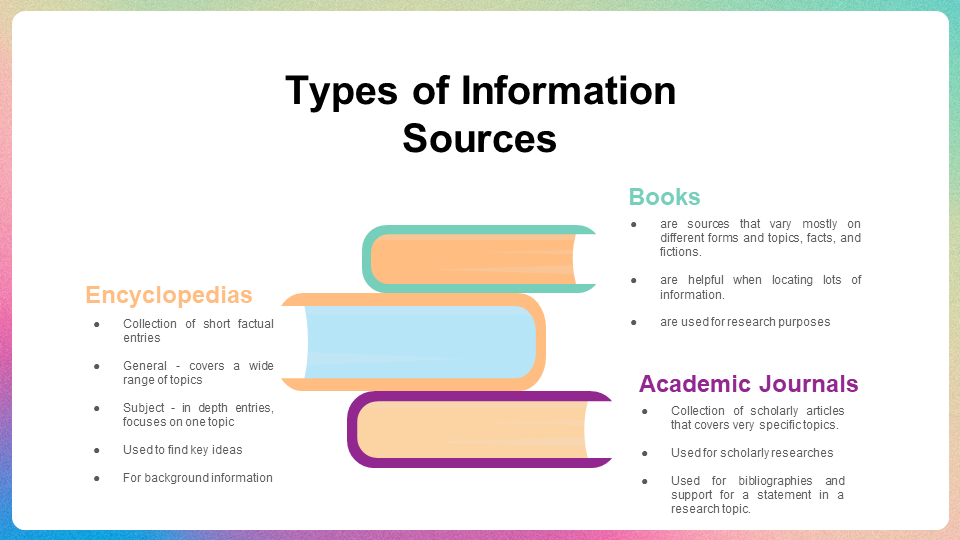 Types of Information
Sources
Books
● are sources that vary mostly on
different forms and topics, facts, and
fictions.
● are helpful when locating lots of
information.
● are used for research purposes
Encyclopedias
● Collection of short factual
entries
● General - covers a wide
range of topics
● Subject - in depth entries,
focuses on one topic
● Used to find key ideas
● For background information
Academic Journals
● Collection of scholarly articles
that covers very specific topics.
● Used for scholarly researches
● Used for bibliographies and
support for a statement in a
research topic.